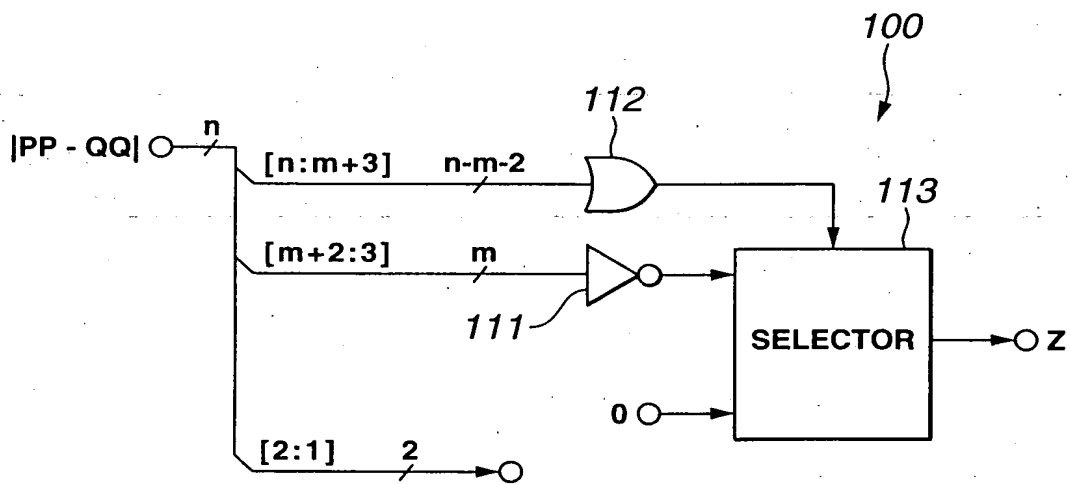 100
112
|PP - QQ|
n
[n:m+3]
n-m-2
113
[m+2:3]
m
111
SELECTOR
Z
0
[2:1]
2